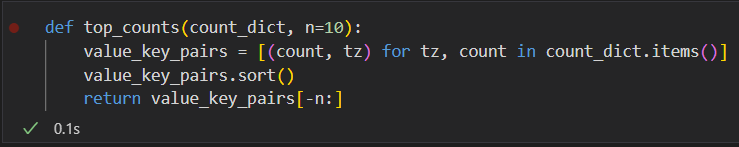 def top_counts(count_dict, n=10):
    value_key_pairs = [(count, tz) for tz, count in count_dict.items()]
    value_key_pairs.sort()
    return value_key_pairs[-n:]
0.1s